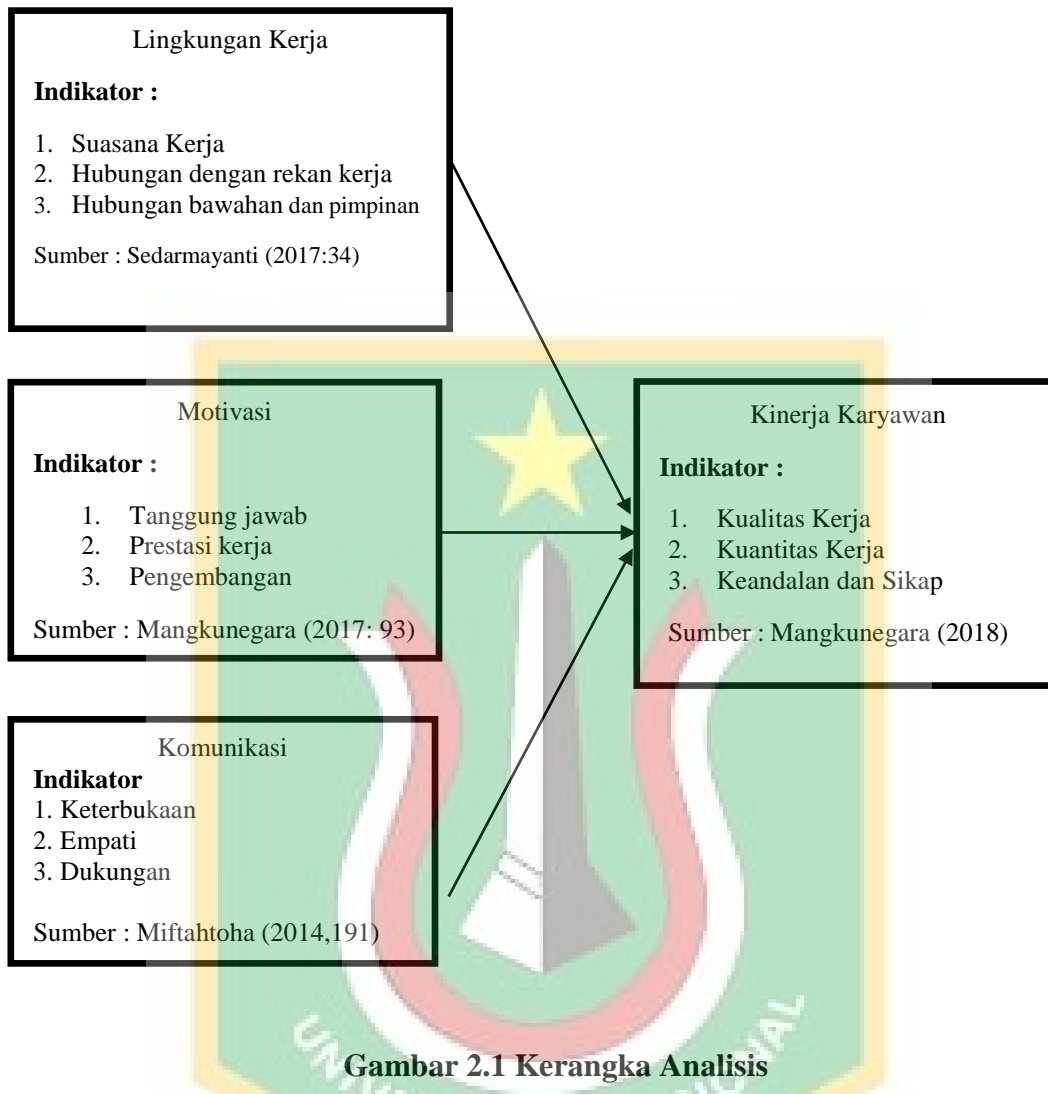 Lingkungan Kerja
Indikator :
1. Suasana Kerja
2. Hubungan dengan rekan kerja
3. Hubungan bawahan dan pimpinan
Sumber : Sedarmayanti (2017:34)
Motivasi
Indikator :
1. Tanggung jawab
2. Prestasi kerja
3. Pengembangan
Sumber : Mangkunegara (2017: 93)
Komunikasi
Indikator
1. Keterbukaan
2. Empati
3. Dukungan
Sumber : Miftahtoha (2014,191)
Kinerja Karyawan
Indikator :
1. Kualitas Kerja
2. Kuantitas Kerja
3. Keandalan dan Sikap
Sumber : Mangkunegara (2018)
Gambar 2.1 Kerangka Analisis